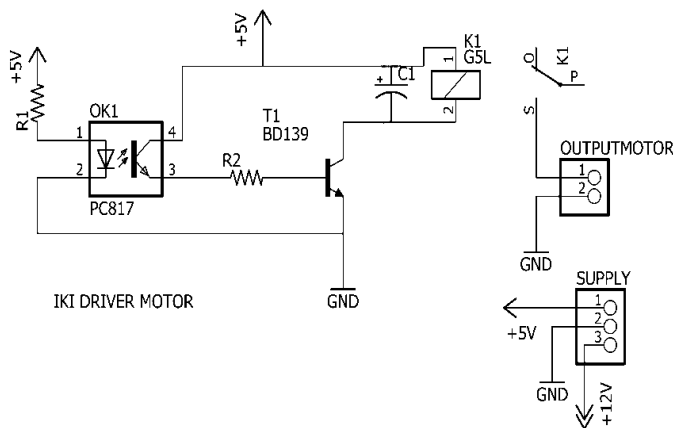 +5V
+5V
R1
OK1
1
2
4
3
PC817
R2
T1
BD139
+
C1
K1
G5L
1
2
O
K1
P
S
OUTPUTMOTOR
1
2
GND
IKI DRIVER MOTOR
GND
SUPPLY
1
2
3
+5V
GND
+12V